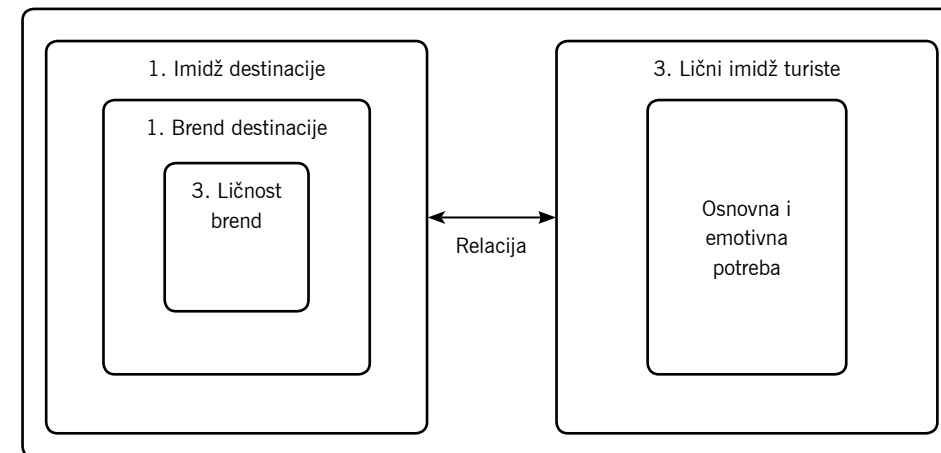 1. Imidž destinacije
1. Brend destinacije
3. Ličnost
brend
Relacija
3. Lični imidž turiste
Osnovna i
emotivna
potreba